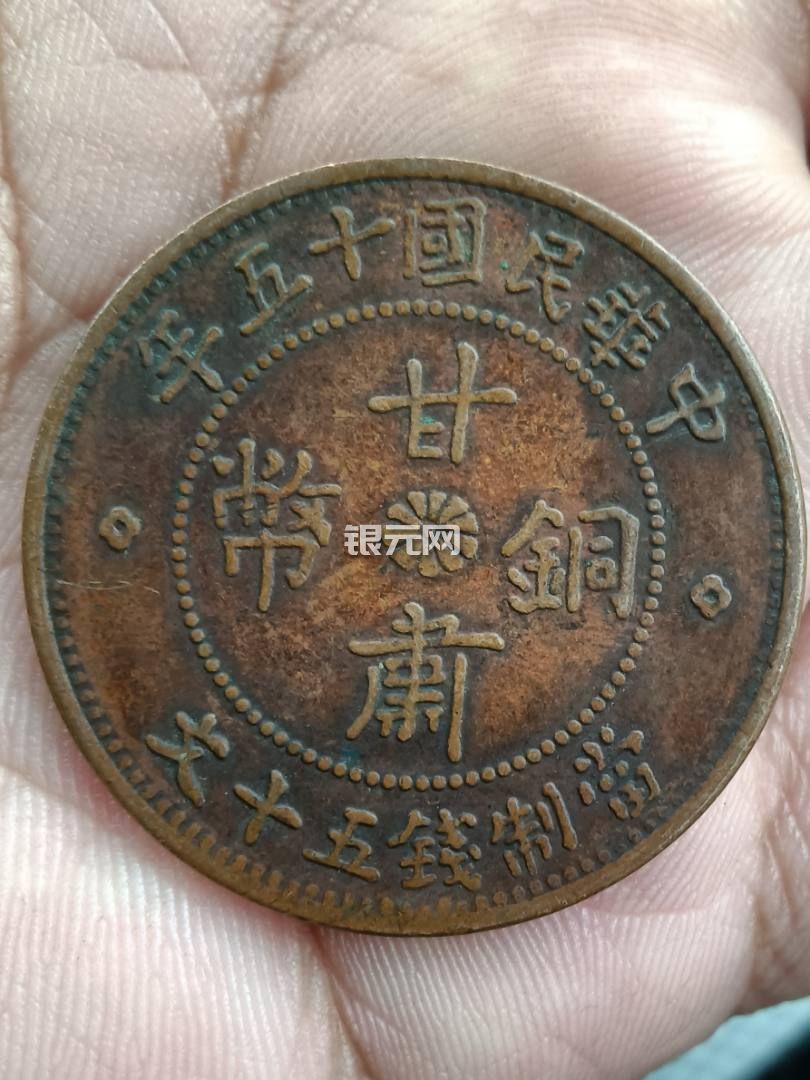 中華民國十五年
甘肅
銅幣
當制錢五十文
银元网